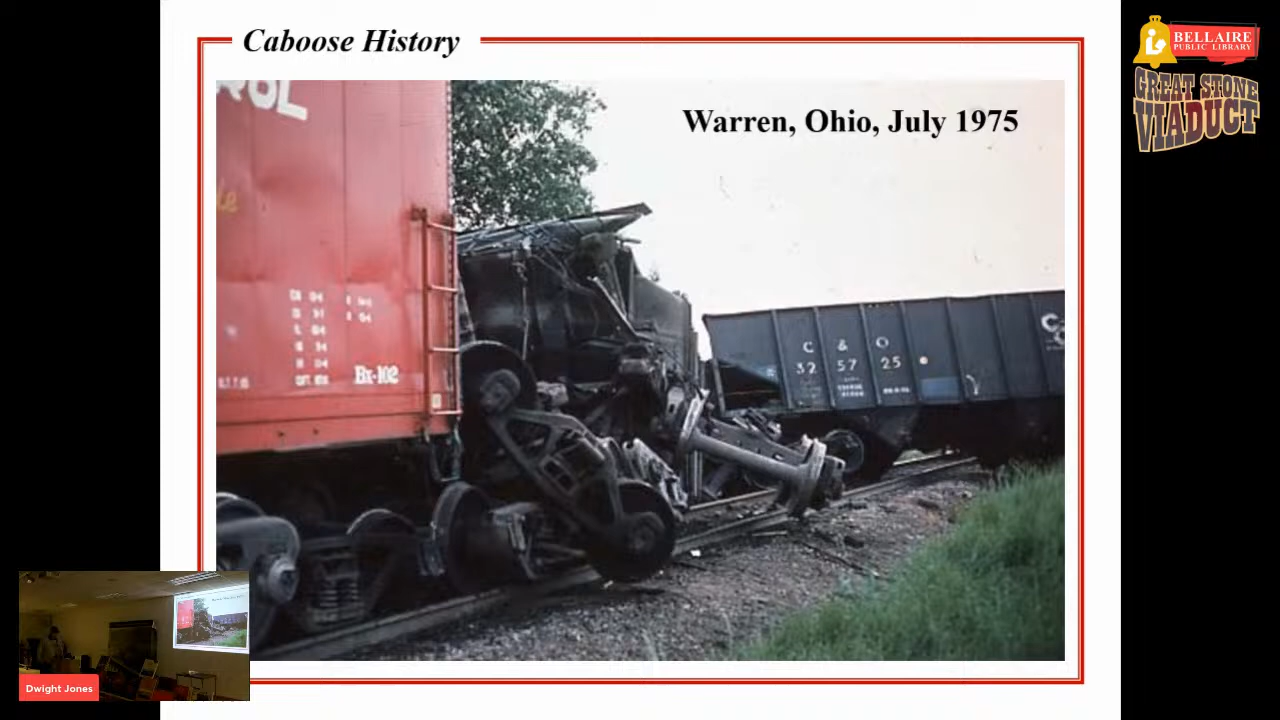 Caboose History
BELLAIRE
PUBLIC LIBRARY
GREAT STONE
VIADUCT
Warren, Ohio, July 1975
ROL
C & O
32 57 25
Bx-102
Dwight Jones